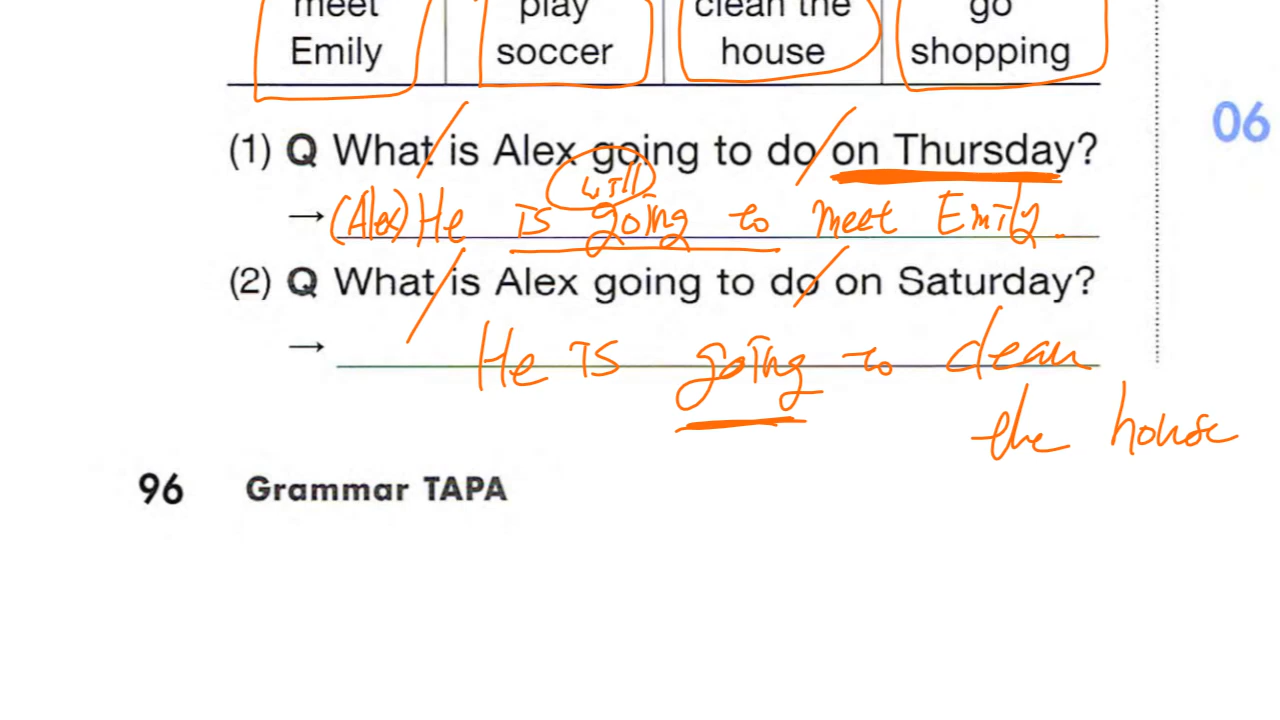 meet play clean the go
Emily soccer house shopping
(1) Q What is Alex going to do on Thursday?
will
→ (Alex) He is going to meet Emily.
(2) Q What is Alex going to do on Saturday?
→ He is going to clean
the house
06
96 Grammar TAPA